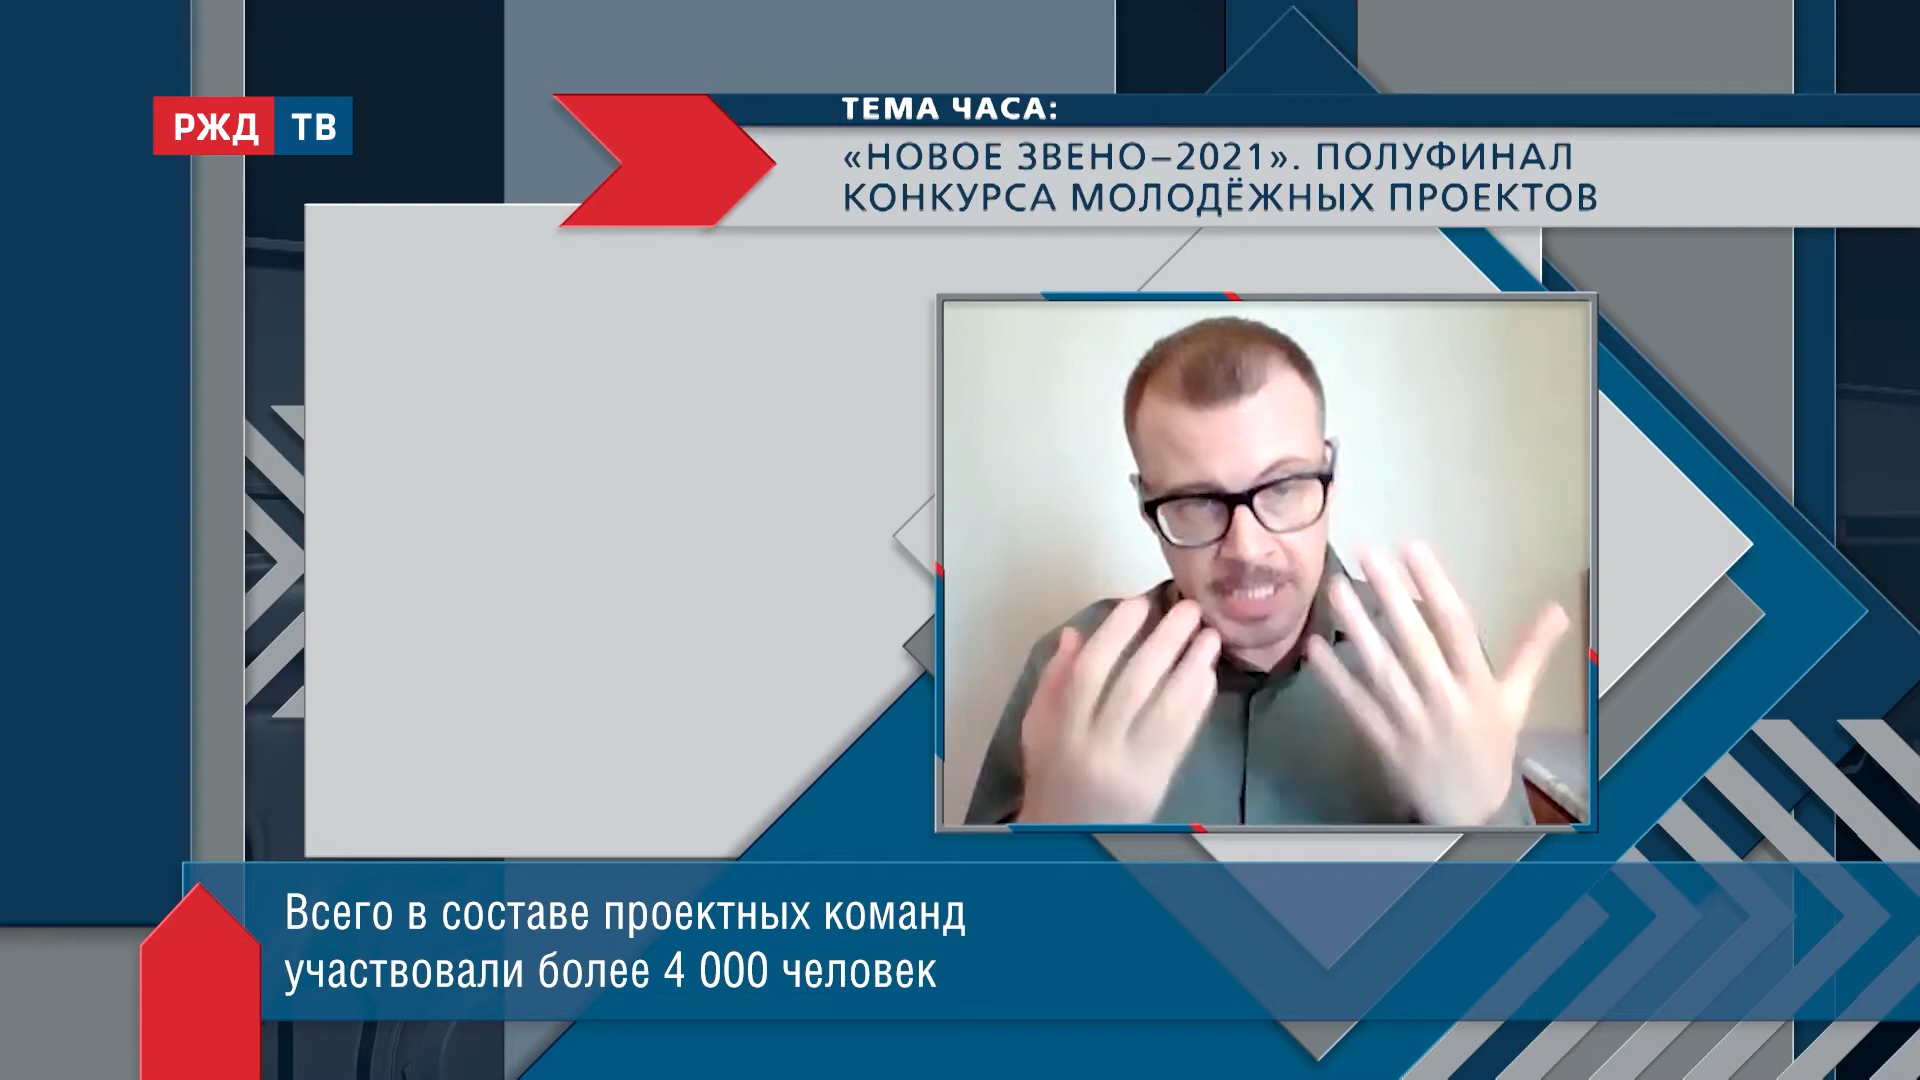 РЖД ТВ
ТЕМА ЧАСА:
«НОВОЕ ЗВЕНО–2021». ПОЛУФИНАЛ
КОНКУРСА МОЛОДЁЖНЫХ ПРОЕКТОВ
Всего в составе проектных команд
участвовали более 4 000 человек